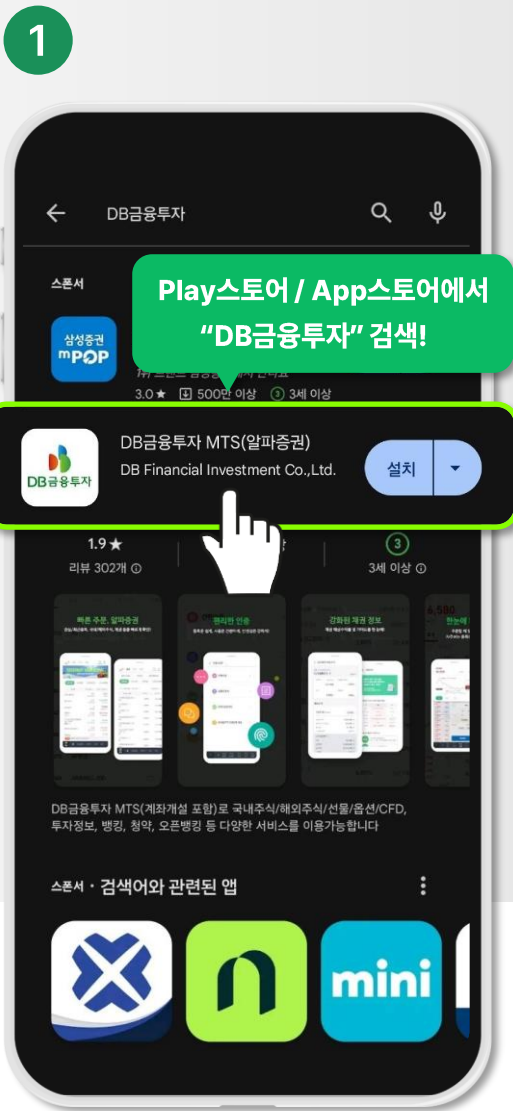 1
DB금융투자
스폰서
Play스토어 / App스토어에서
“DB금융투자” 검색!
삼성증권
mPOP
3.0★ 500만 이상 3 3세 이상
DB금융투자 MTS(알파증권)
DB Financial Investment Co.,Ltd.
설치
DB금융투자
1.9★
3
리뷰 302개
3세 이상
빠른 주문, 알파증권
편리한 인증
강화된 채권 정보
한눈에
DB금융투자 MTS(계좌개설 포함)로 국내주식/해외주식/선물/옵션/CFD,
투자정보, 뱅킹, 청약, 오픈뱅킹 등 다양한 서비스를 이용가능합니다
스폰서 · 검색어와 관련된 앱
n
mini